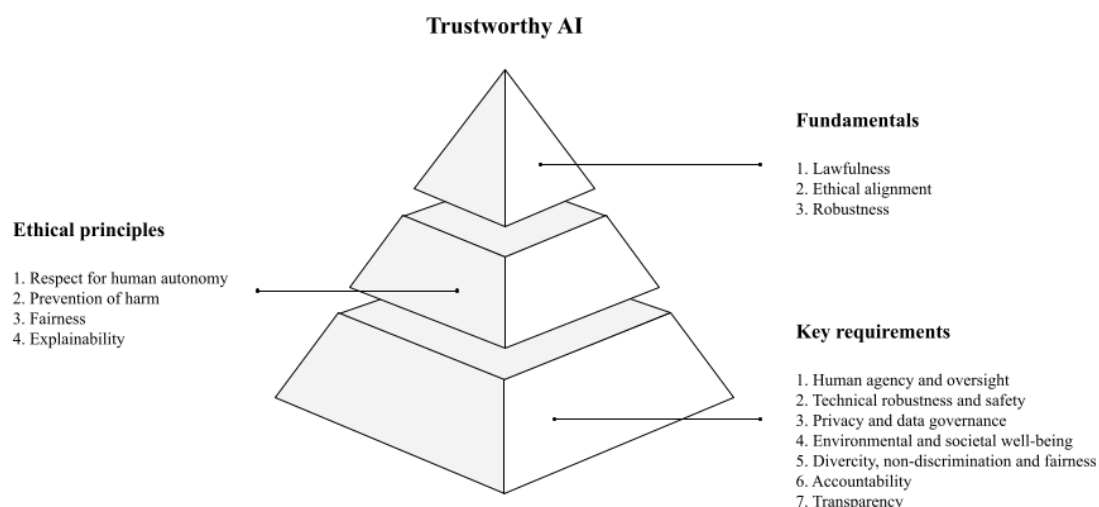 Trustworthy AI
Fundamentals
1. Lawfulness
2. Ethical alignment
3. Robustness
Ethical principles
1. Respect for human autonomy
2. Prevention of harm
3. Fairness
4. Explainability
Key requirements
1. Human agency and oversight
2. Technical robustness and safety
3. Privacy and data governance
4. Environmental and societal well-being
5. Divercity, non-discrimination and fairness
6. Accountability
7. Transparency